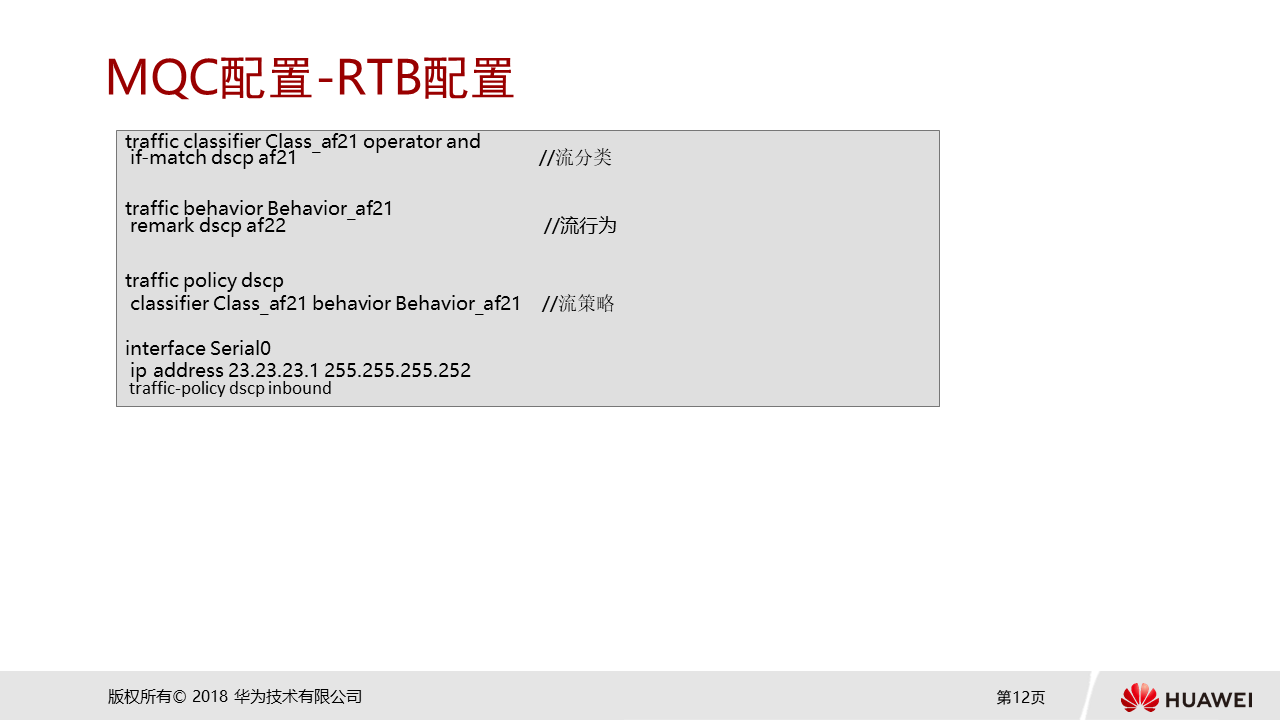 MQC配置-RTB配置
traffic classifier Class_af21 operator and
if-match dscp af21 //流分类
traffic behavior Behavior_af21
remark dscp af22 //流行为
traffic policy dscp
classifier Class_af21 behavior Behavior_af21 //流策略
interface Serial0
ip address 23.23.23.1 255.255.255.252
traffic-policy dscp inbound
版权所有© 2018 华为技术有限公司
第12页
HUAWEI